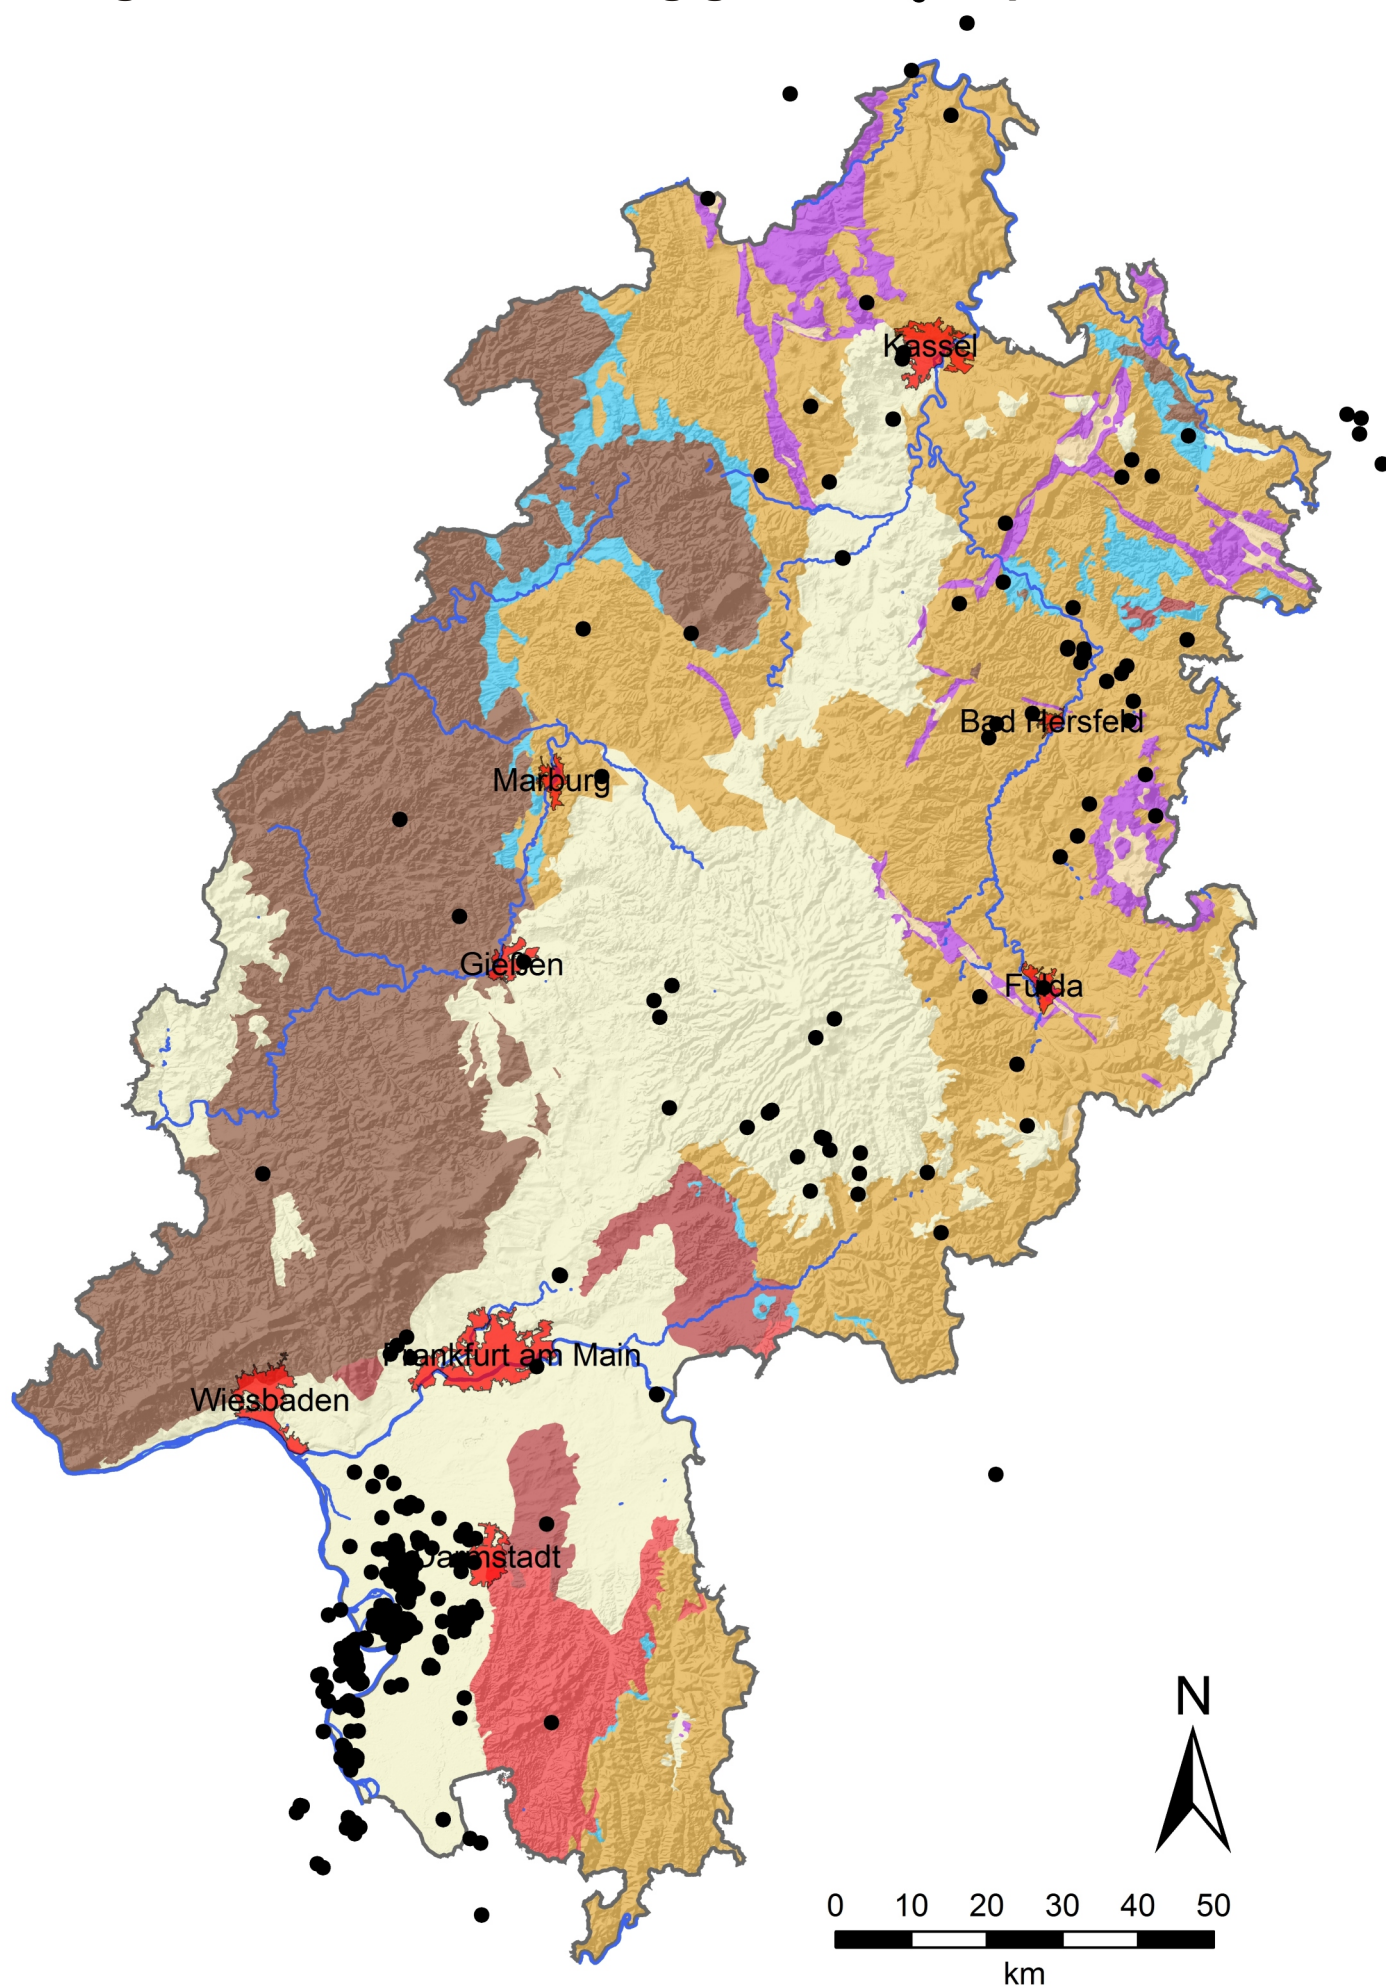 Kassel
Bad Hersfeld
Marburg
Gießen
Fulda
Frankfurt am Main
Wiesbaden
Darmstadt
N
0 10 20 30 40 50
km